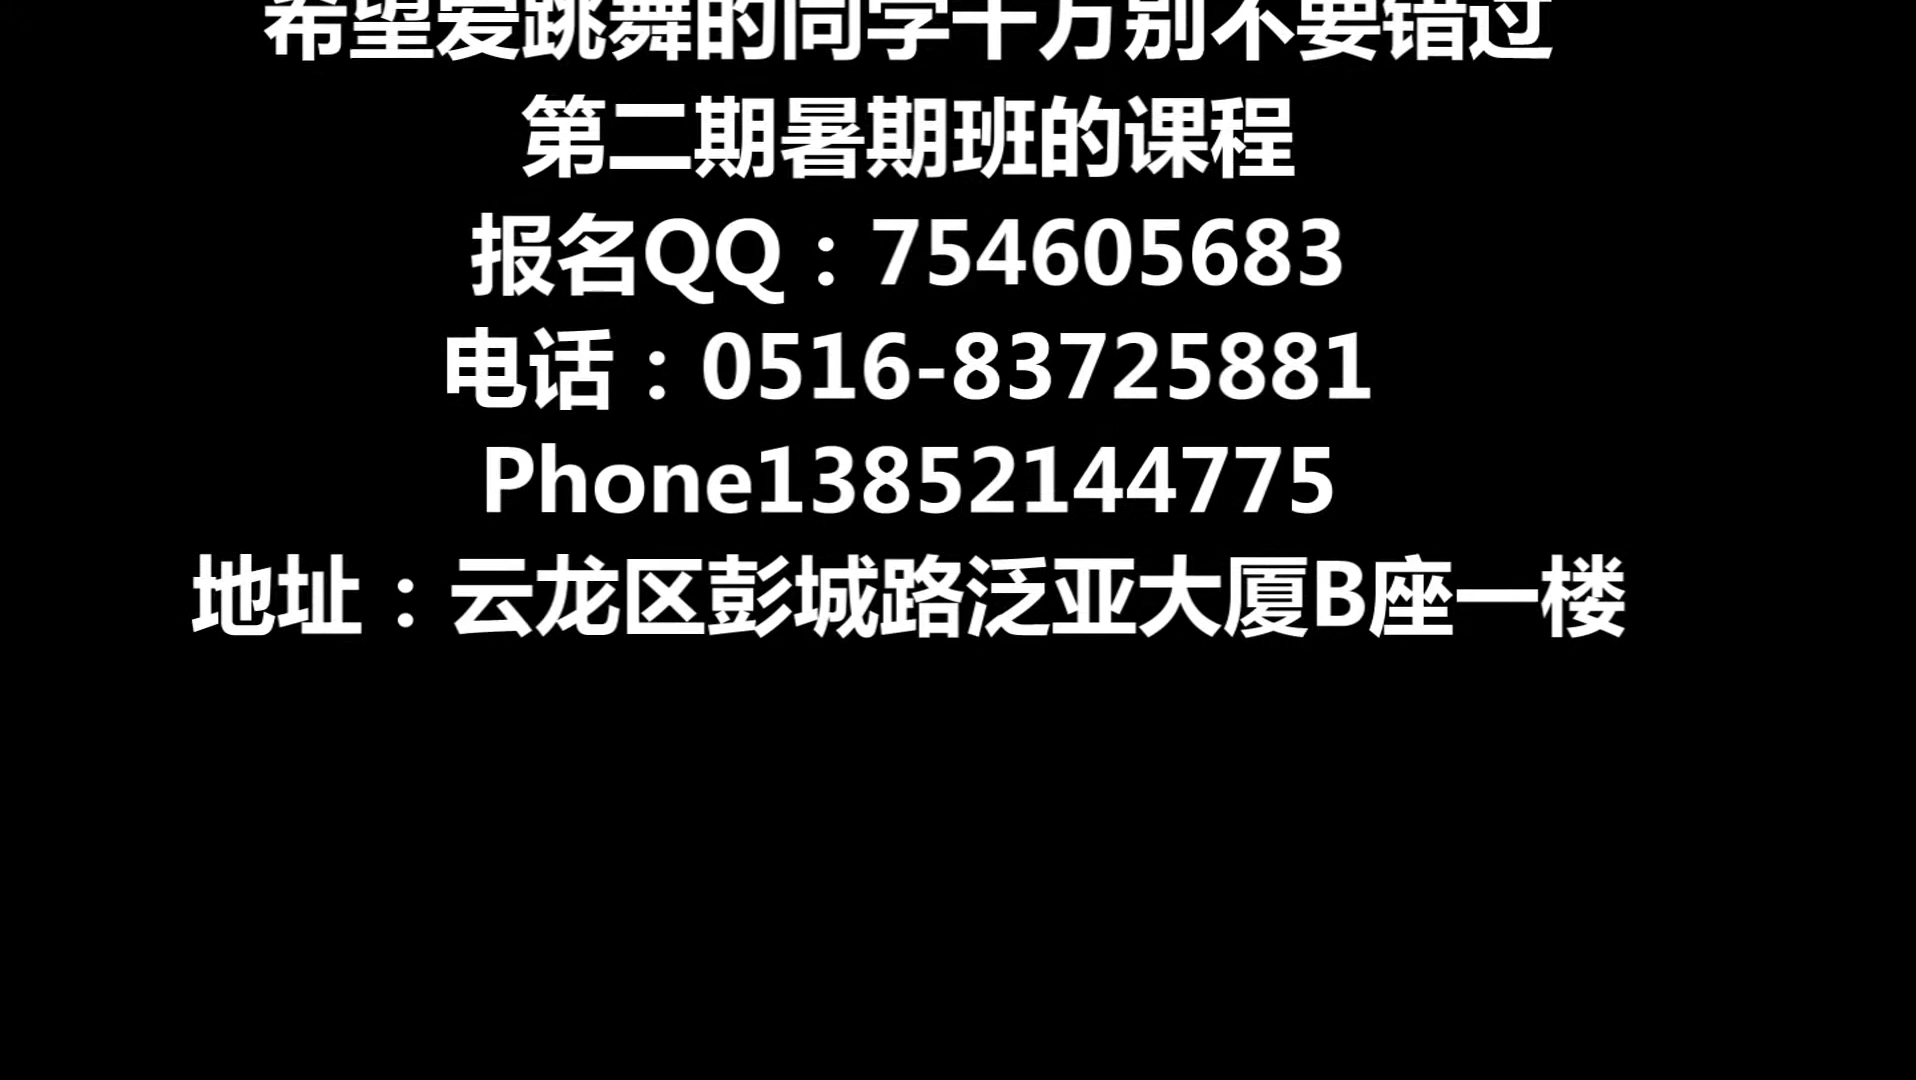 希望爱跳舞的同学千万别不要错过
第二期暑期班的课程
报名QQ：754605683
电话：0516-83725881
Phone13852144775
地址：云龙区彭城路泛亚大厦B座一楼